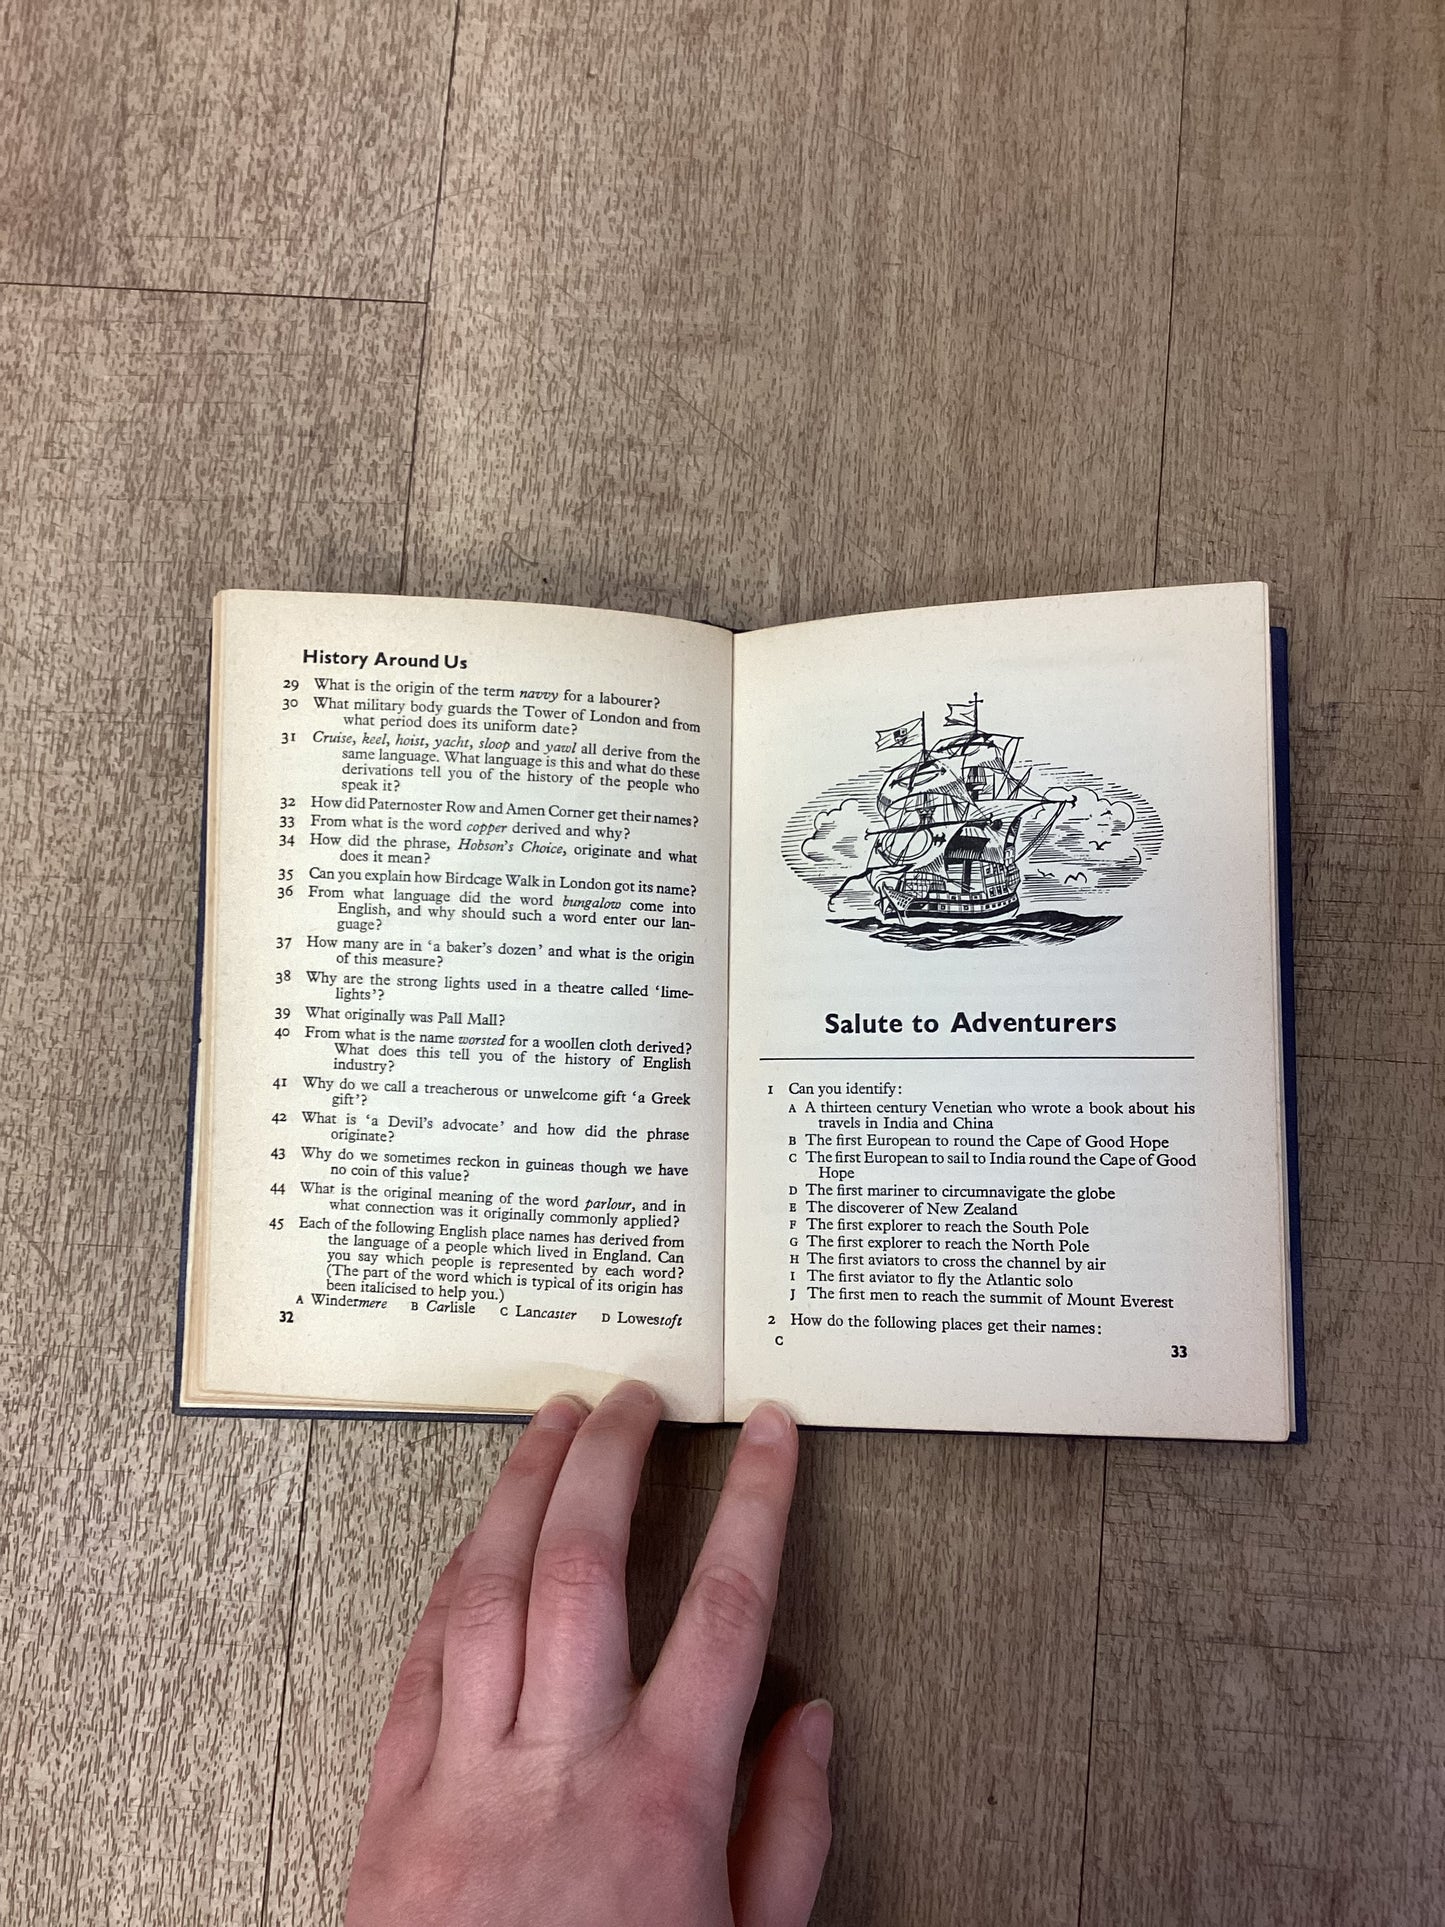 History Around Us
29 What is the origin of the term navvy for a labourer?
30 What military body guards the Tower of London and from
what period does its uniform date?
31 Cruise, keel, hoist, yacht, sloop and yawl all derive from the
same language. What language is this and what do these
derivations tell you of the history of the people who
speak it?
32 How did Paternoster Row and Amen Corner get their names?
33 From what is the word copper derived and why?
34 How did the phrase, Hobson's Choice, originate and what
does it mean?
35 Can you explain how Birdcage Walk in London got its name?
36 From what language did the word bungalow come into
English, and why should such a word enter our lan-
guage?
37 How many are in 'a baker's dozen' and what is the origin
of this measure?
38 Why are the strong lights used in a theatre called 'lime-
lights'?
39 What originally was Pall Mall?
40 From what is the name worsted for a woollen cloth derived?
What does this tell you of the history of English
industry?
41 Why do we call a treacherous or unwelcome gift 'a Greek
gift'?
42 What is 'a Devil's advocate' and how did the phrase
originate?
43 Why do we sometimes reckon in guineas though we have
no coin of this value?
44 What is the original meaning of the word parlour, and in
what connection was it originally commonly applied?
45 Each of the following English place names has derived from
the language of a people which lived in England. Can
you say which people is represented by each word?
(The part of the word which is typical of its origin has
been italicised to help you.)
A Windermere B Carlisle C Lancaster D Lowestoft
32
Salute to Adventurers
1 Can you identify:
A A thirteen century Venetian who wrote a book about his
travels in India and China
B The first European to round the Cape of Good Hope
C The first European to sail to India round the Cape of Good
Hope
D The first mariner to circumnavigate the globe
E The discoverer of New Zealand
F The first explorer to reach the South Pole
G The first explorer to reach the North Pole
H The first aviators to cross the channel by air
I The first aviator to fly the Atlantic solo
J The first men to reach the summit of Mount Everest
2 How do the following places get their names:
C
33